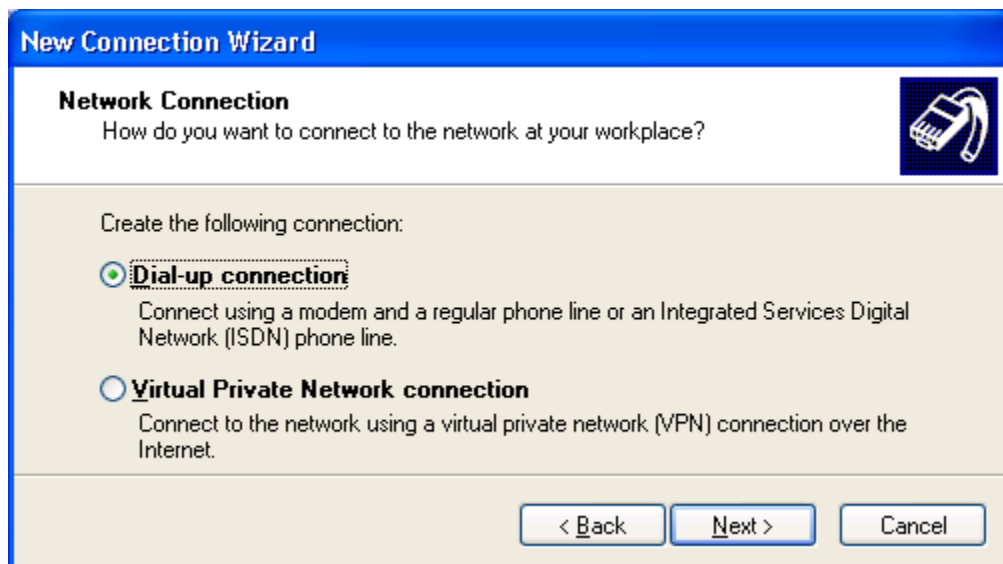 New Connection Wizard
Network Connection
How do you want to connect to the network at your workplace?
Create the following connection:
Dial-up connection
Connect using a modem and a regular phone line or an Integrated Services Digital
Network (ISDN) phone line.
Virtual Private Network connection
Connect to the network using a virtual private network (VPN) connection over the
Internet.
< Back
Next >
Cancel